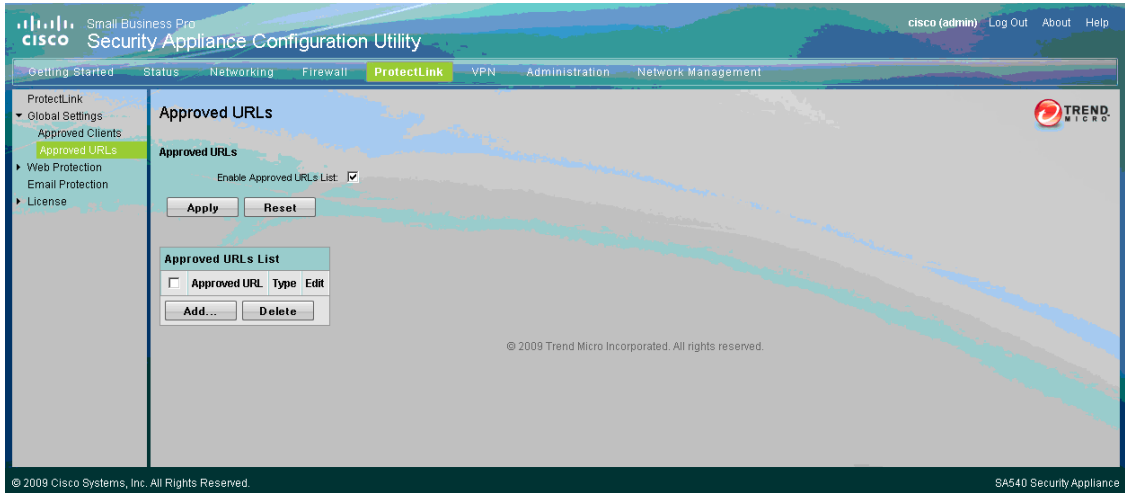 Small Business Pro
cisco (admin) Log Out About Help
CISCO Security Appliance Configuration Utility
Getting Started Status Networking Firewall ProtectLink VPN Administration Network Management
ProtectLink
Global Settings
Approved Clients
Approved URLs
Web Protection
Email Protection
License
Approved URLs
TREND
MICRO
Approved URLs
Enable Approved URLs List:
Apply Reset
Approved URLs List
Approved URL Type Edit
Add... Delete
© 2009 Trend Micro Incorporated. All rights reserved.
© 2009 Cisco Systems, Inc. All Rights Reserved.
SA540 Security Appliance